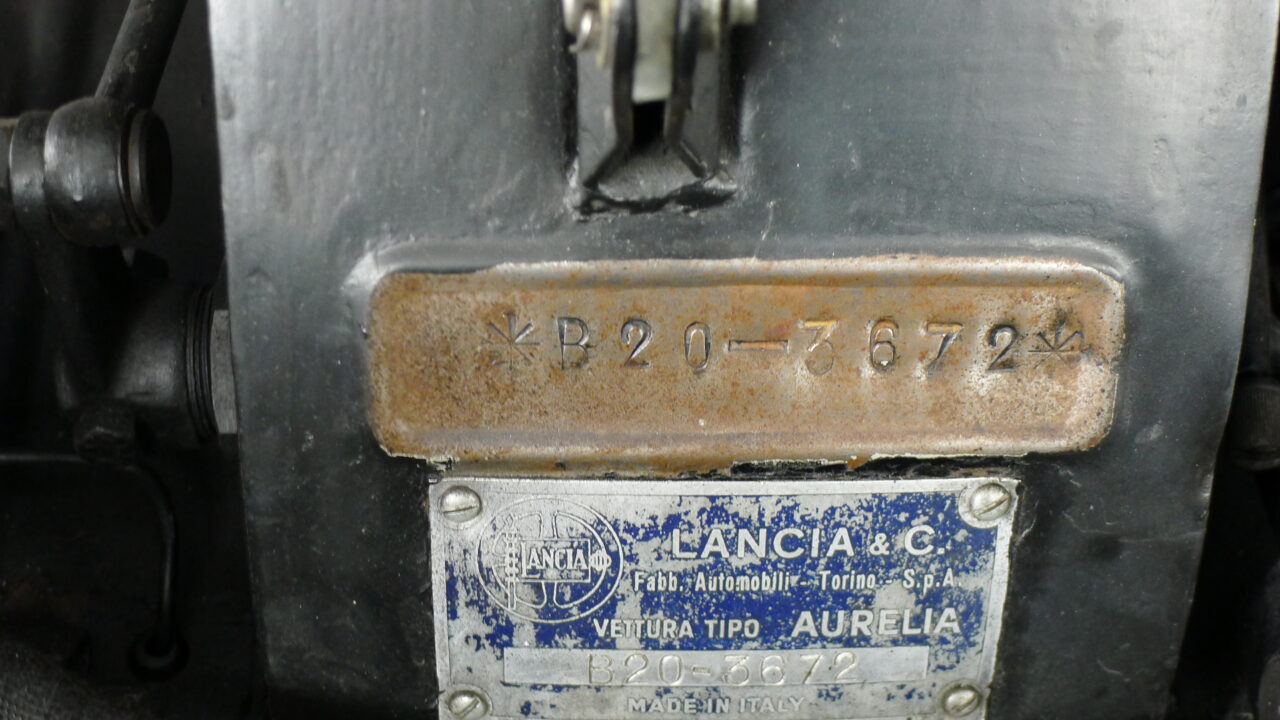 *B20-3672*
LANCIA
LANCIA & C.
Fabb. Automobili - Torino - S.p.A.
VETTURA TIPO AURELIA
B20-3672
MADE IN ITALY